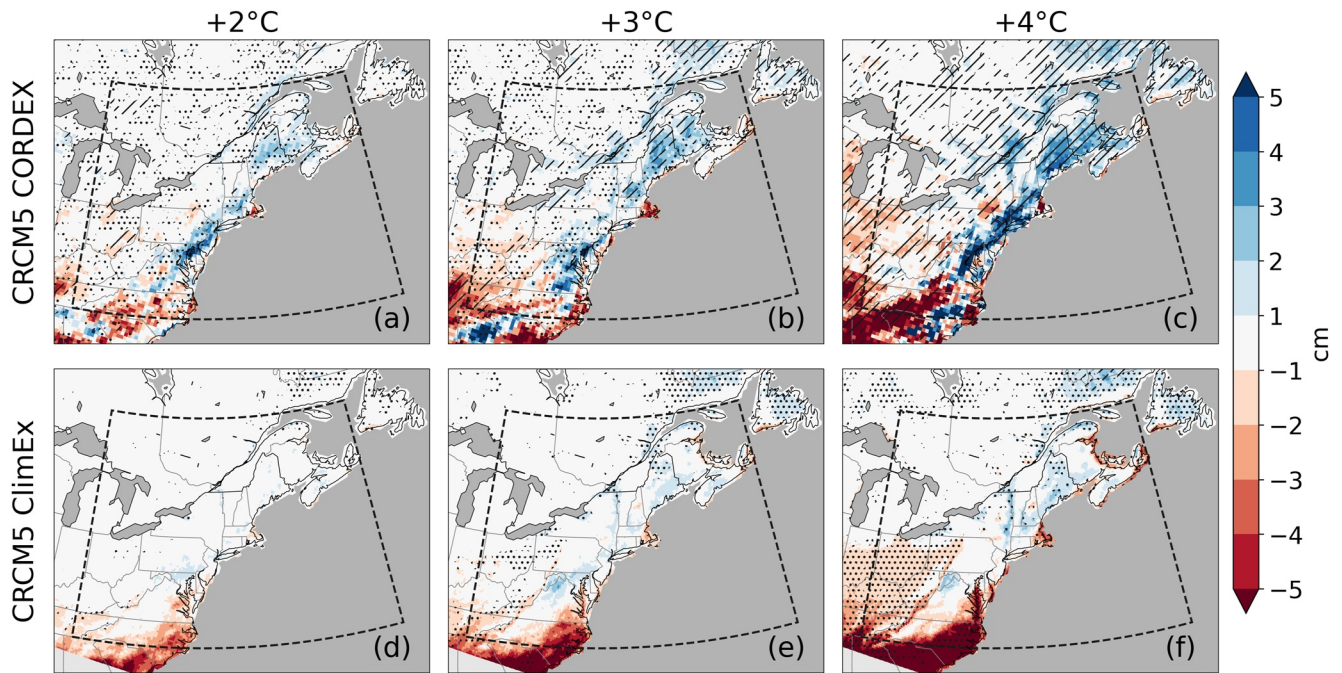 +2°C
+3°C
+4°C
CRCM5 CORDEX
(a)
(b)
(c)
CRCM5 ClimEx
(d)
(e)
(f)
5
4
3
2
1
−1
−2
−3
−4
−5
cm